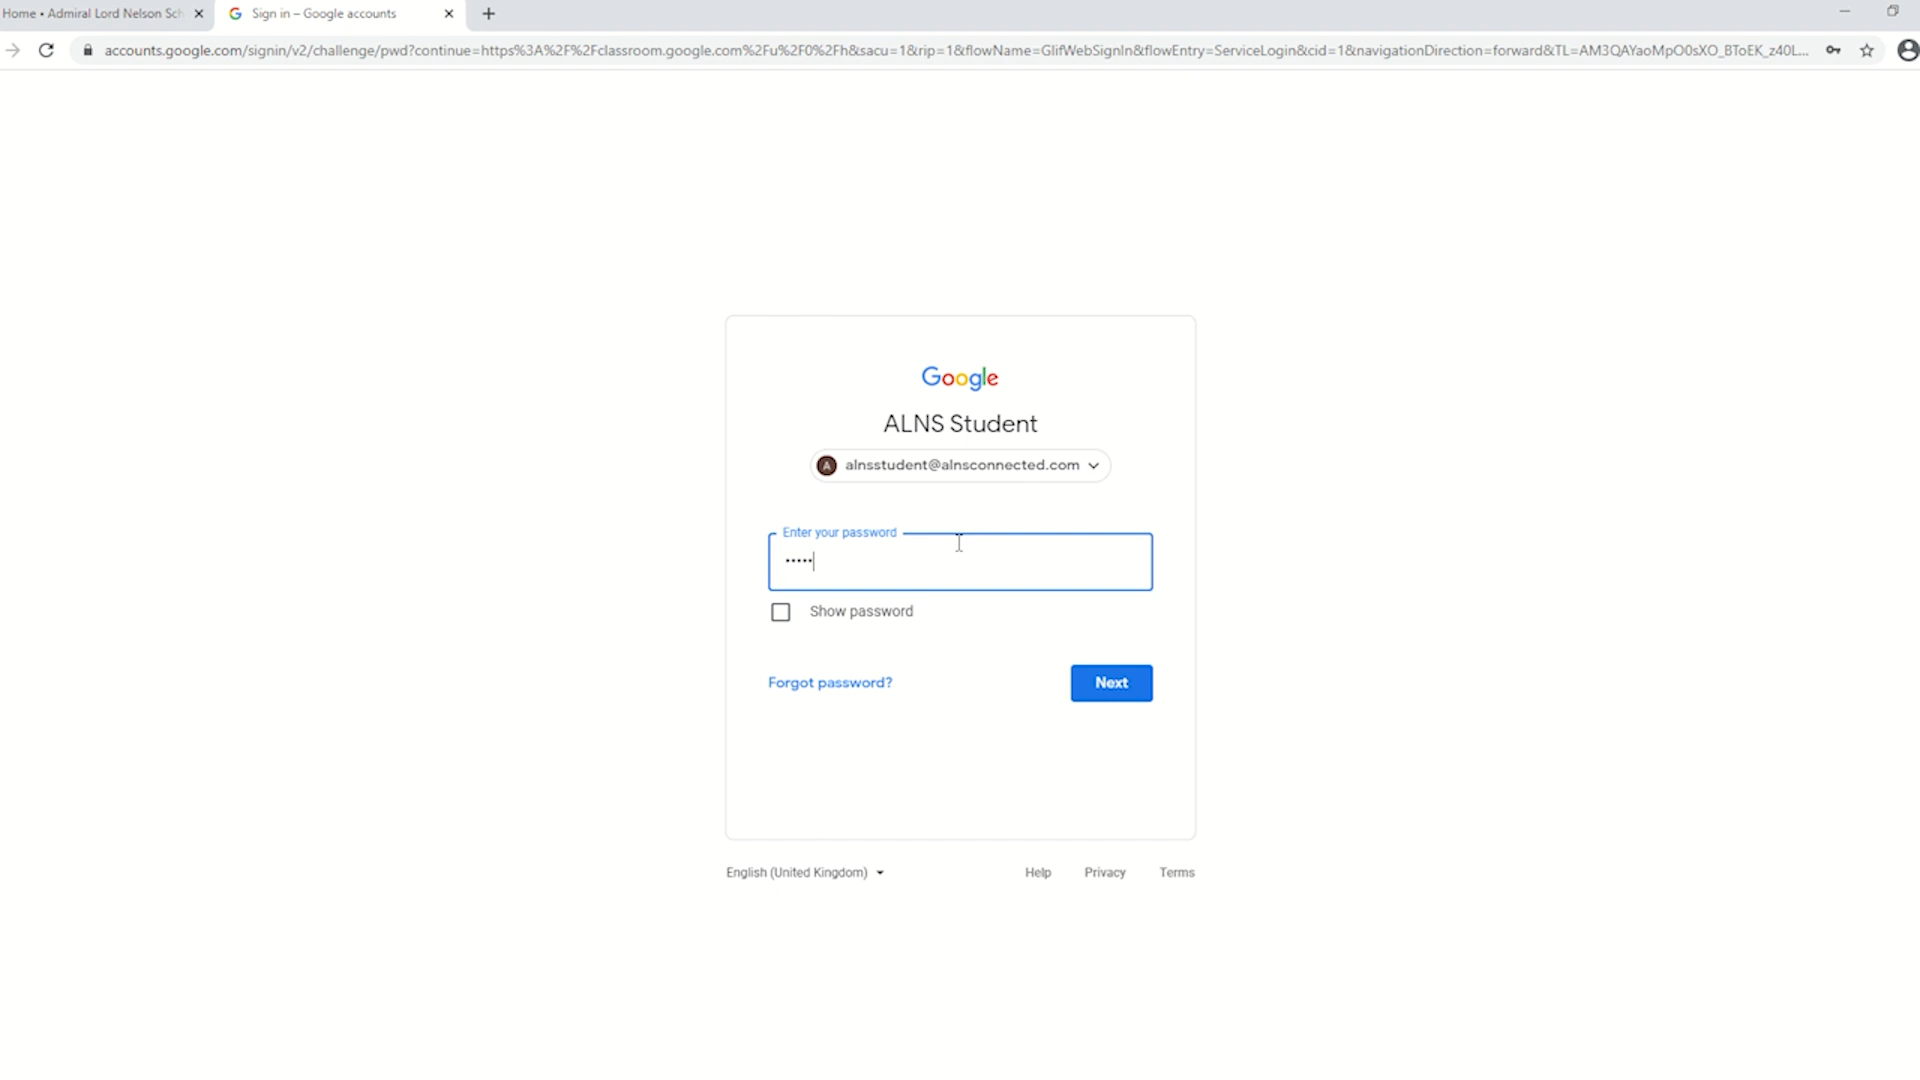 Home • Admiral Lord Nelson Sch
Sign in – Google accounts
accounts.google.com/signin/v2/challenge/pwd?continue=https%3A%2F%2Fclassroom.google.com%2Fu%2F0%2Fh&sacu=1&rip=1&flowName=GlifWebSignIn&flowEntry=ServiceLogin&cid=1&navigationDirection=forward&TL=AM3QAYaoMpO0sXO_BToEK_z40L...
Google
ALNS Student
A alnsstudent@alnsconnected.com
Enter your password
•••••
Show password
Forgot password?
Next
English (United Kingdom)
Help
Privacy
Terms